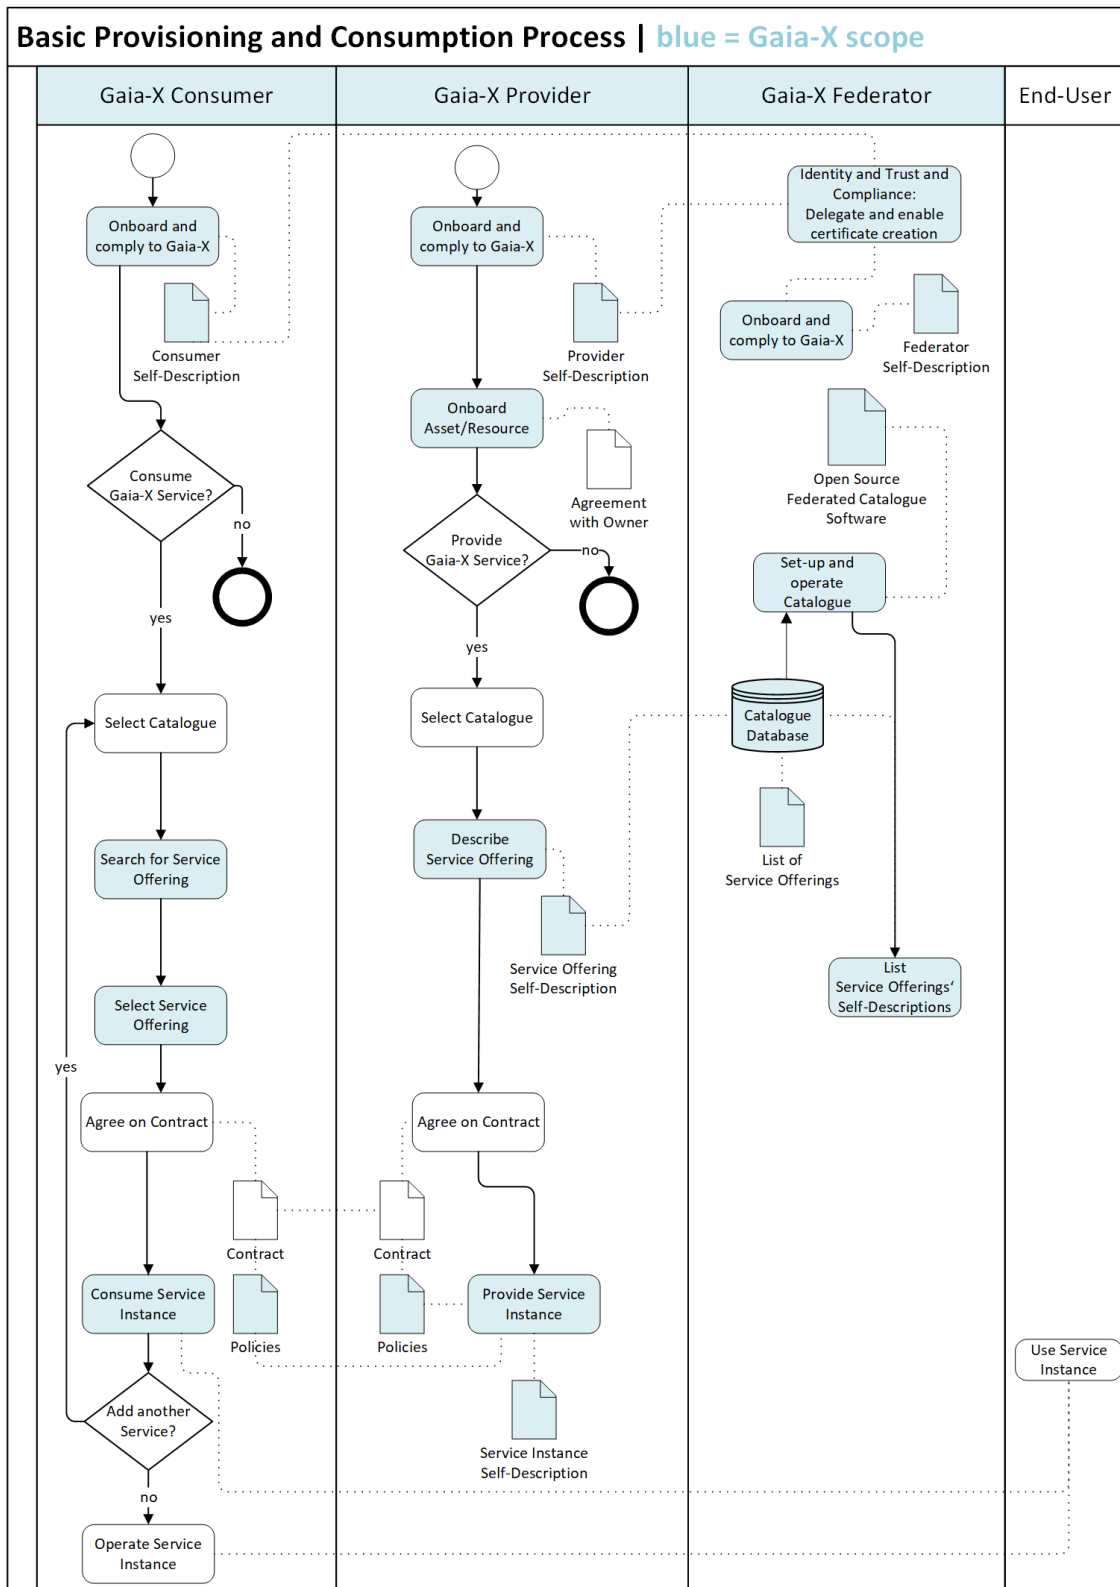 Basic Provisioning and Consumption Process | blue = Gaia-X scope
Gaia-X Consumer
Gaia-X Provider
Gaia-X Federator
End-User
Onboard and
comply to Gaia-X
Consumer
Self-Description
Consume
Gaia-X Service?
no
yes
Select Catalogue
Search for Service
Offering
Select Service
Offering
yes
Agree on Contract
Contract
Consume Service
Instance
Policies
Add another
Service?
no
Operate Service
Instance
Onboard and
comply to Gaia-X
Provider
Self-Description
Onboard
Asset/Resource
Agreement
with Owner
Provide
Gaia-X Service?
no
yes
Select Catalogue
Describe
Service Offering
Service Offering
Self-Description
Agree on Contract
Contract
Policies
Provide Service
Instance
Service Instance
Self-Description
Identity and Trust and
Compliance:
Delegate and enable
certificate creation
Onboard and
comply to Gaia-X
Federator
Self-Description
Open Source
Federated Catalogue
Software
Set-up and
operate
Catalogue
Catalogue
Database
List of
Service Offerings
List
Service Offerings‘
Self-Descriptions
Use Service
Instance